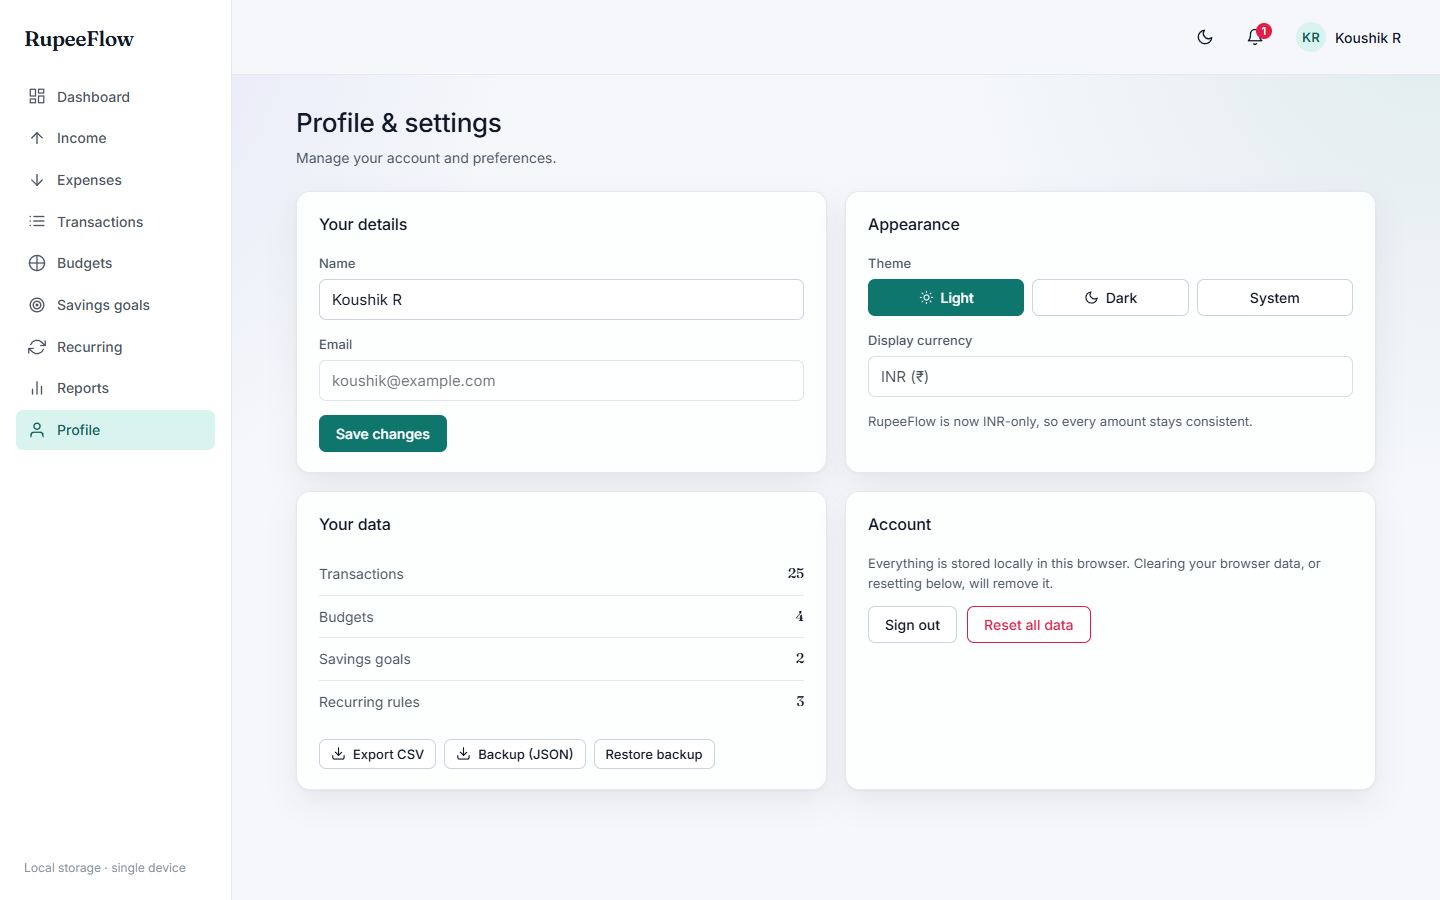 RupeeFlow
Dashboard
Income
Expenses
Transactions
Budgets
Savings goals
Recurring
Reports
Profile
Local storage · single device
1
KR
Koushik R
Profile & settings
Manage your account and preferences.
Your details
Name
Koushik R
Email
koushik@example.com
Save changes
Appearance
Theme
Light
Dark
System
Display currency
INR (₹)
RupeeFlow is now INR-only, so every amount stays consistent.
Your data
Transactions 25
Budgets 4
Savings goals 2
Recurring rules 3
Export CSV
Backup (JSON)
Restore backup
Account
Everything is stored locally in this browser. Clearing your browser data, or
resetting below, will remove it.
Sign out
Reset all data